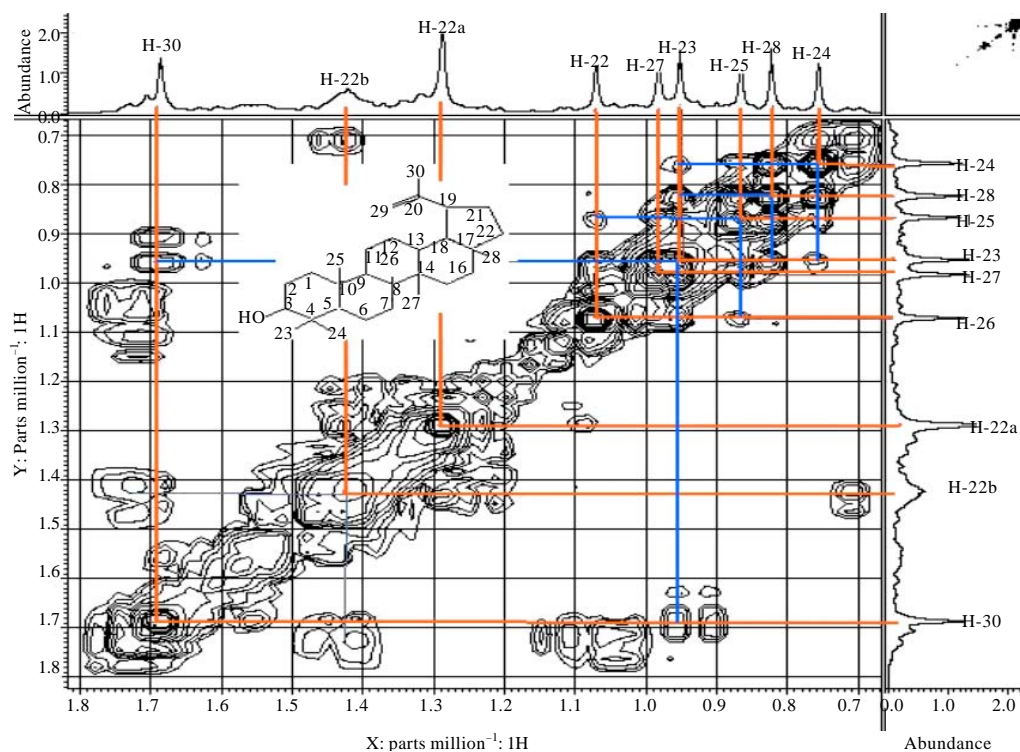 Abundance
2.0
1.0
0.0
H-30
H-22b
H-22a
H-22
H-27
H-23
H-25
H-28
H-24
Y: Parts million⁻¹: 1H
0.7
0.8
0.9
1.0
1.1
1.2
1.3
1.4
1.5
1.6
1.7
1.8
30
29
20
19
21
22
12
13
18
17
28
25
11
26
14
16
1
9
2
10
8
3
4
5
6
7
27
HO
23
24
H-24
H-28
H-25
H-23
H-27
H-26
H-22a
H-22b
H-30
1.8 1.7 1.6 1.5 1.4 1.3 1.2 1.1 1.0 0.9 0.8 0.7 0.0 1.0 2.0
X: parts million⁻¹: 1H
Abundance